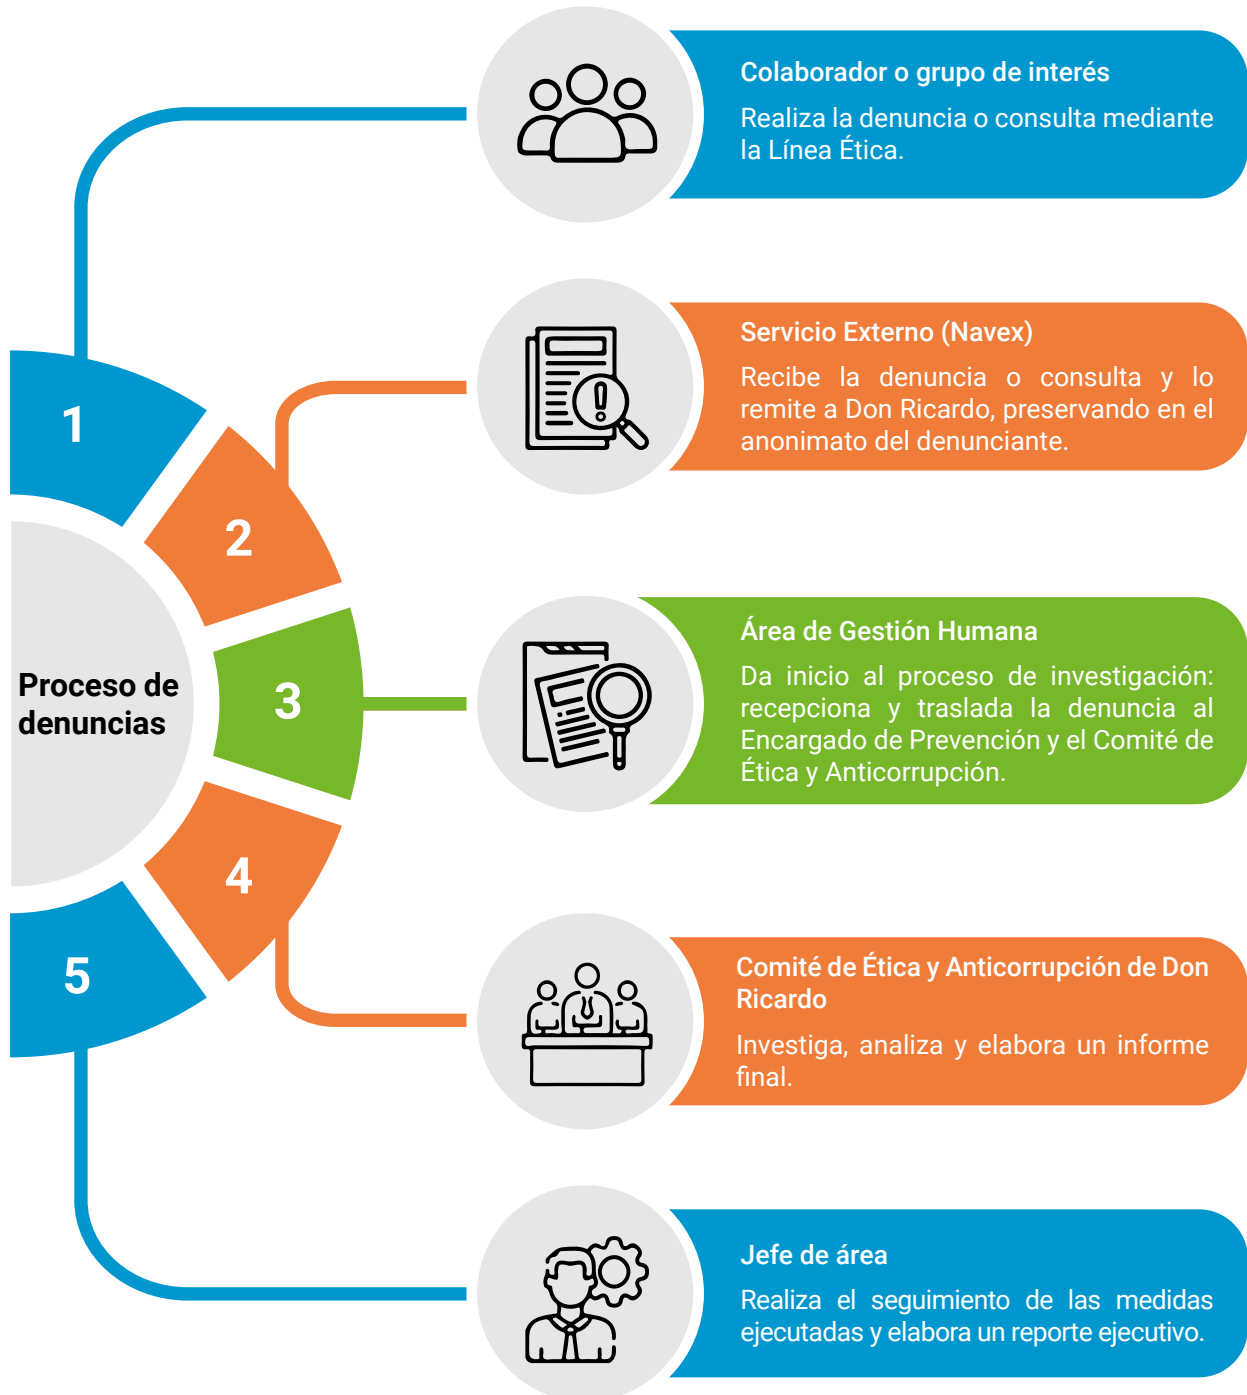 Proceso de
denuncias
1
Colaborador o grupo de interés
Realiza la denuncia o consulta mediante
la Línea Ética.
2
Servicio Externo (Navex)
Recibe la denuncia o consulta y lo
remite a Don Ricardo, preservando en el
anonimato del denunciante.
3
Área de Gestión Humana
Da inicio al proceso de investigación:
recepciona y traslada la denuncia al
Encargado de Prevención y el Comité de
Ética y Anticorrupción.
4
Comité de Ética y Anticorrupción de Don
Ricardo
Investiga, analiza y elabora un informe
final.
5
Jefe de área
Realiza el seguimiento de las medidas
ejecutadas y elabora un reporte ejecutivo.